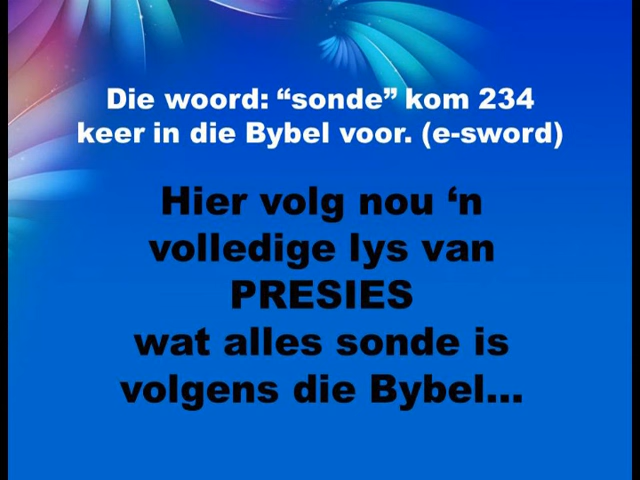 Die woord: “sonde” kom 234
keer in die Bybel voor. (e-sword)
Hier volg nou ‘n
volledige lys van
PRESIES
wat alles sonde is
volgens die Bybel...